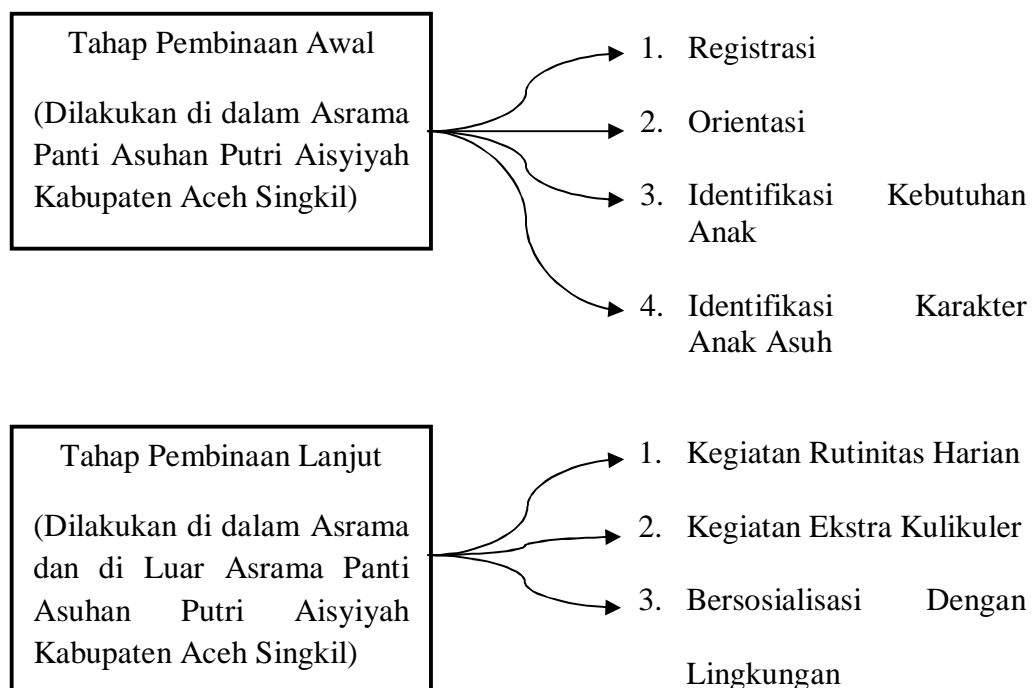 Tahap Pembinaan Awal
(Dilakukan di dalam Asrama
Panti Asuhan Putri Aisyiyah
Kabupaten Aceh Singkil)
1. Registrasi
2. Orientasi
3. Identifikasi Kebutuhan
Anak
4. Identifikasi Karakter
Anak Asuh
Tahap Pembinaan Lanjut
(Dilakukan di dalam Asrama
dan di Luar Asrama Panti
Asuhan Putri Aisyiyah
Kabupaten Aceh Singkil)
1. Kegiatan Rutinitas Harian
2. Kegiatan Ekstra Kulikuler
3. Bersosialisasi Dengan
Lingkungan